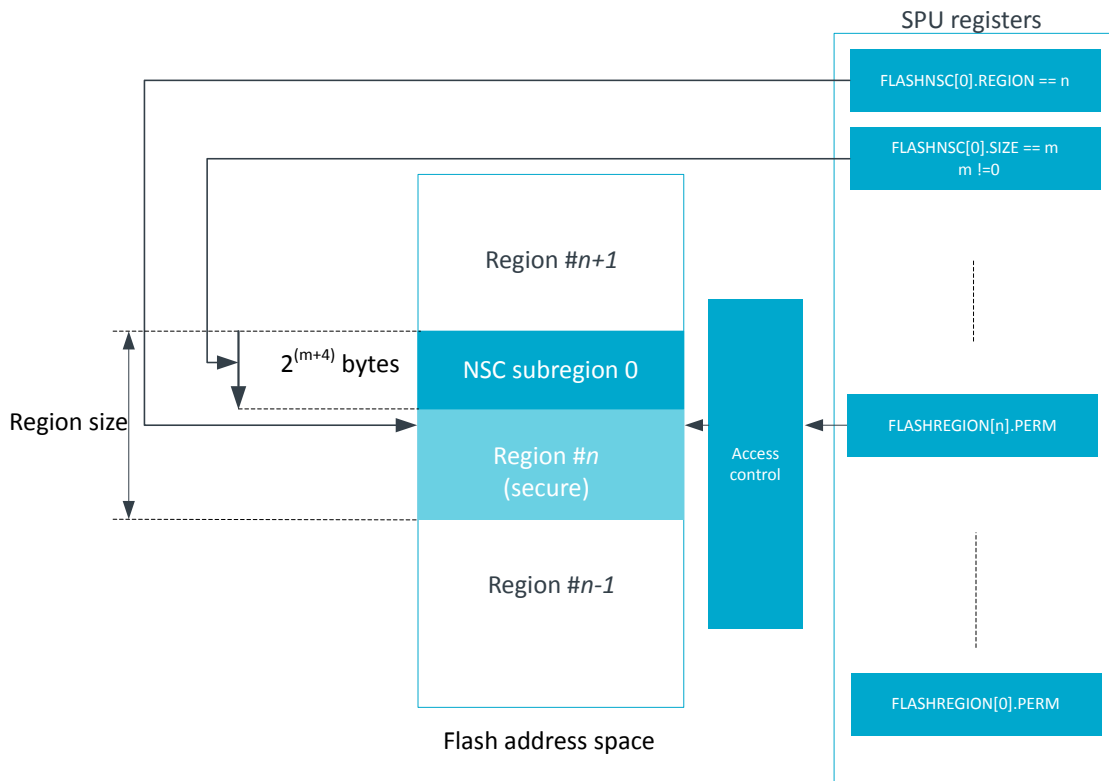 SPU registers
FLASHNSC[0].REGION == n
FLASHNSC[0].SIZE == m
m !=0
Region #n+1
2^(m+4) bytes
NSC subregion 0
Region size
Region #n
(secure)
Access
control
FLASHREGION[n].PERM
Region #n-1
FLASHREGION[0].PERM
Flash address space